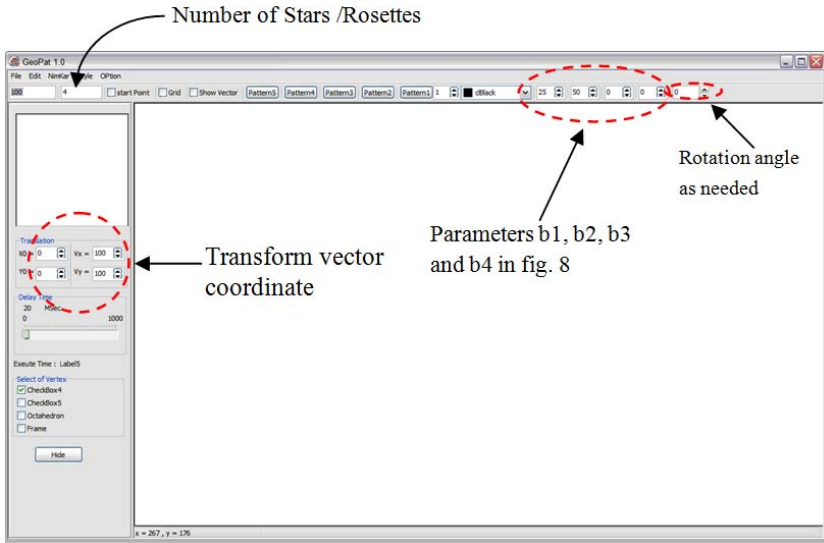 Number of Stars /Rosettes
GeoPat 1.0
File Edit NmKar Style OPtion
100 4 start Point Grid Show Vector Pattern5 Pattern4 Pattern3 Pattern2 Pattern1 1 clBlack 25 50 0 0 0
Rotation angle
as needed
Parameters b1, b2, b3
and b4 in fig. 8
Translation
X0 = 0 Vx = 100
Y0 = 0 Vy = 100
Transform vector
coordinate
Delay Time
20 MSec
0 1000
Exeute Time : Label5
Select of Vertex
CheckBox4
CheckBox5
Octahedron
Frame
Hide
x = 267 , y = 176